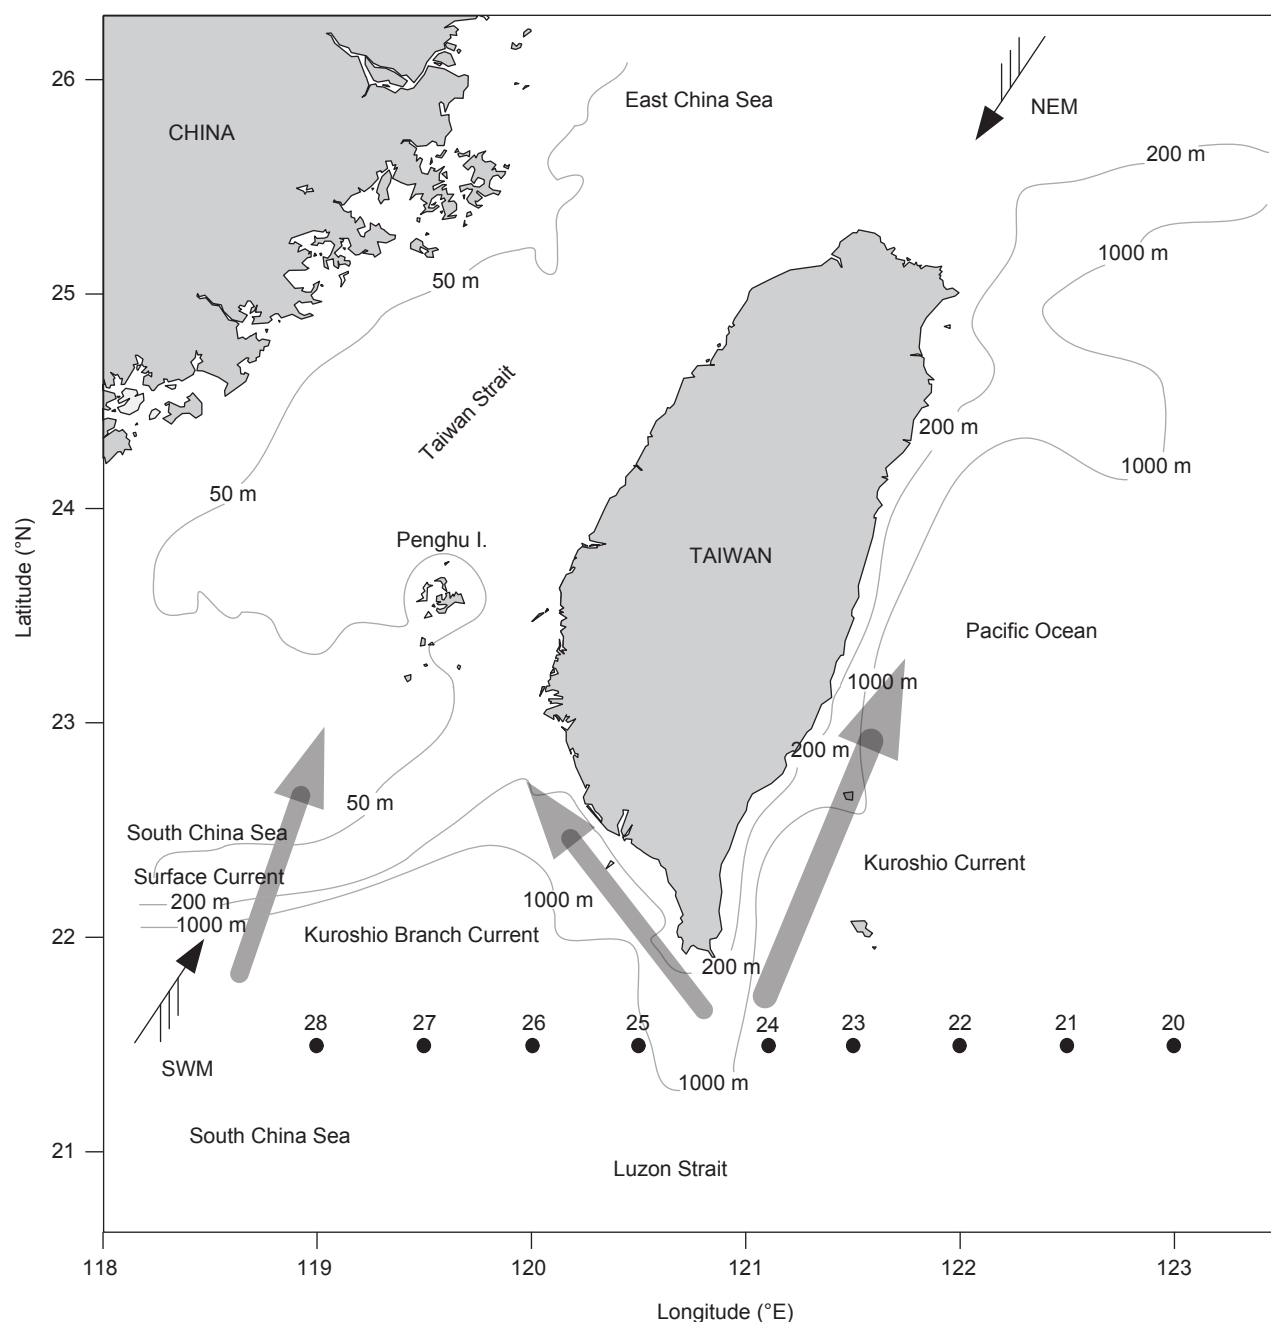 26
East China Sea
NEM
CHINA
200 m
1000 m
25
50 m
Taiwan Strait
200 m
1000 m
50 m
24
Penghu I.
TAIWAN
Latitude (°N)
Pacific Ocean
1000 m
23
200 m
50 m
South China Sea
Surface Current
Kuroshio Current
200 m
1000 m
1000 m
22
Kuroshio Branch Current
200 m
28
27
26
25
24
23
22
21
20
SWM
1000 m
21
South China Sea
Luzon Strait
118
119
120
121
122
123
Longitude (°E)